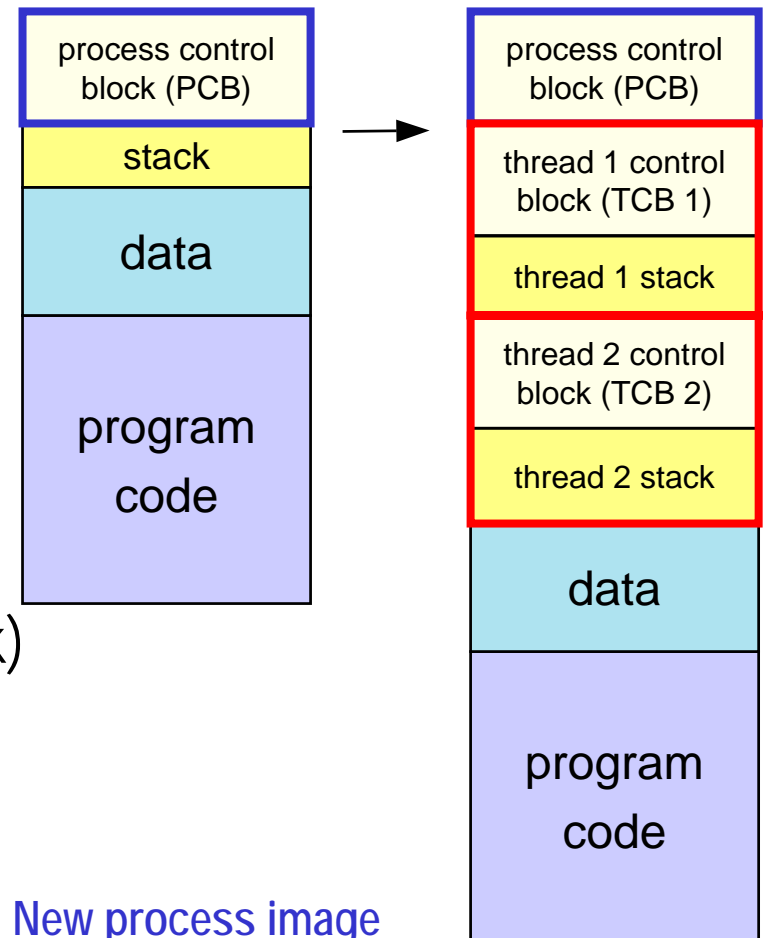 process control
block (PCB)
stack
data
program
code
process control
block (PCB)
thread 1 control
block (TCB 1)
thread 1 stack
thread 2 control
block (TCB 2)
thread 2 stack
data
program
code
)
New process image